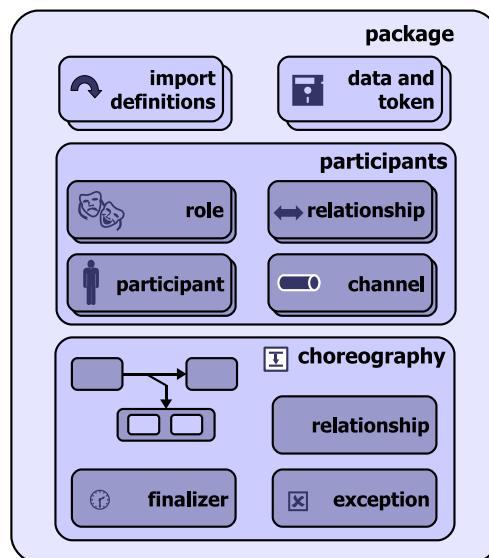 package
import
definitions
data and
token
participants
role
relationship
participant
channel
choreography
relationship
finalizer
exception